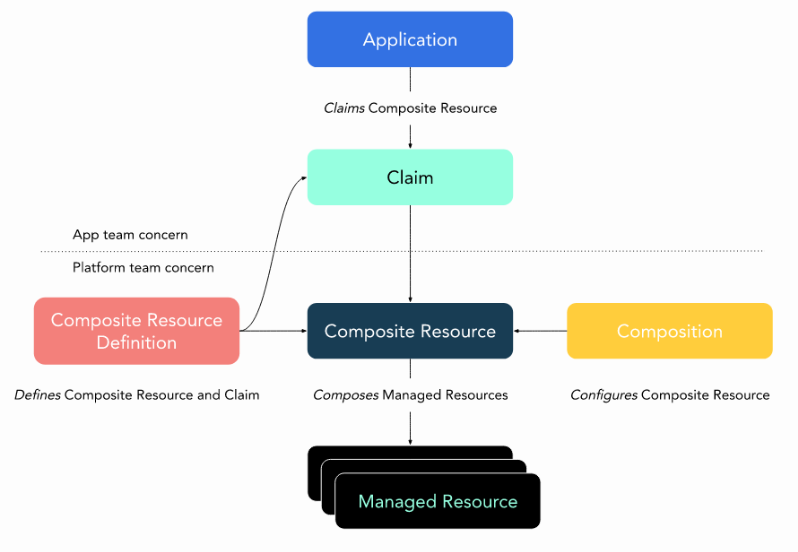 Application
Claims Composite Resource
Claim
App team concern
Platform team concern
Composite Resource
Definition
Composite Resource
Composition
Defines Composite Resource and Claim
Composes Managed Resources
Configures Composite Resource
Managed Resource